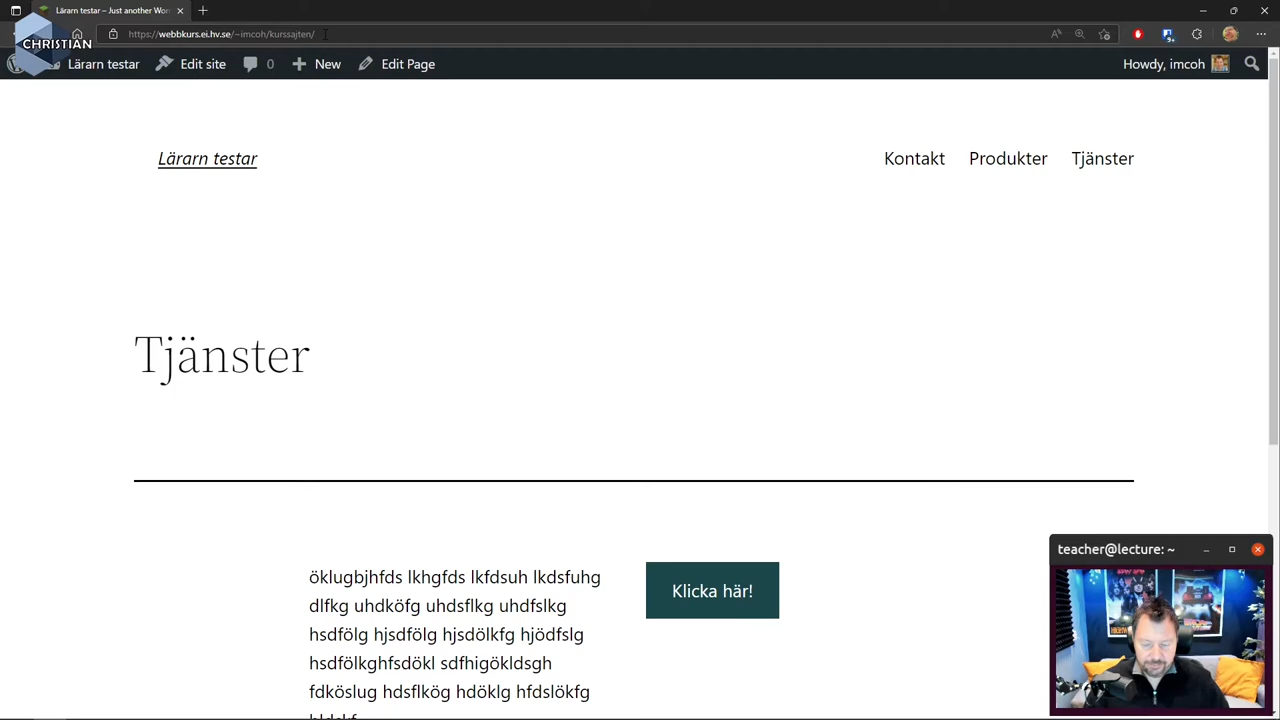 Lärarn testar – Just another Wor
CHRISTIAN
https://webbkurs.ei.hv.se/~imcoh/kurssajten/
Lärarn testar
Edit site
0
New
Edit Page
Howdy, imcoh
Lärarn testar
Kontakt
Produkter
Tjänster
Tjänster
öklugbjhfds lkhgfds lkfdsuh lkdsfuhg
dlfkg uhdköfg uhdsflkg uhdfslkg
hsdfölg hjsdfölg hjsdölkfg hjödfslg
hsdfölkghfsdökl sdfhigökldsgh
fdköslug hdsflkög hdöklg hfdslökfg
Klicka här!
teacher@lecture: ~